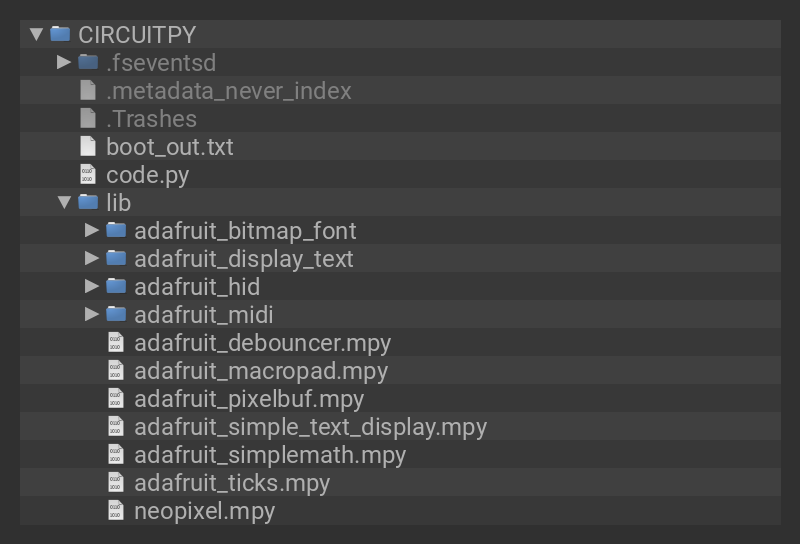 CIRCUITPY
.fseventsd
.metadata_never_index
.Trashes
boot_out.txt
code.py
lib
adafruit_bitmap_font
adafruit_display_text
adafruit_hid
adafruit_midi
adafruit_debouncer.mpy
adafruit_macropad.mpy
adafruit_pixelbuf.mpy
adafruit_simple_text_display.mpy
adafruit_simplemath.mpy
adafruit_ticks.mpy
neopixel.mpy